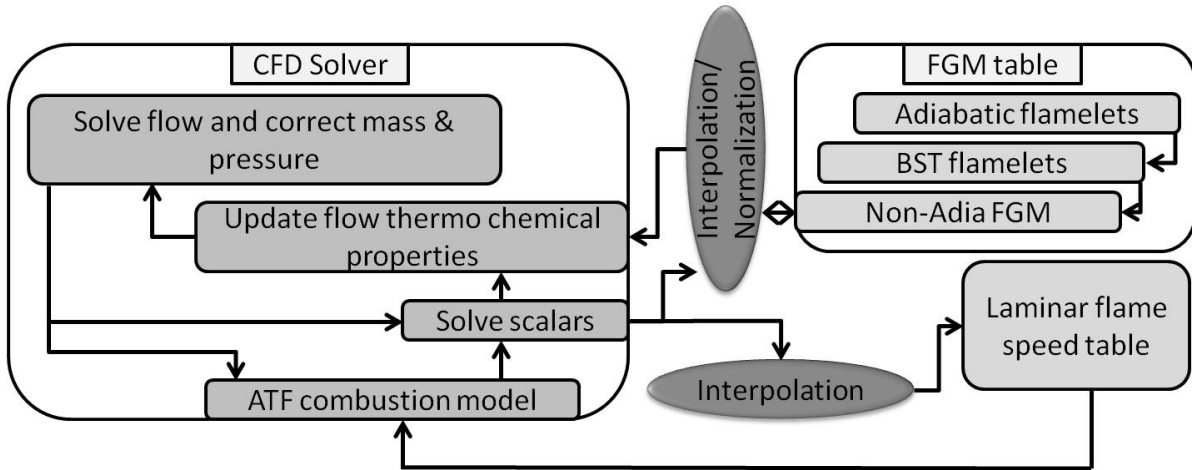 CFD Solver
Solve flow and correct mass &
pressure
Update flow thermo chemical
properties
Solve scalars
ATF combustion model
Interpolation/
Normalization
FGM table
Adiabatic flamelets
BST flamelets
Non-Adia FGM
Interpolation
Laminar flame
speed table